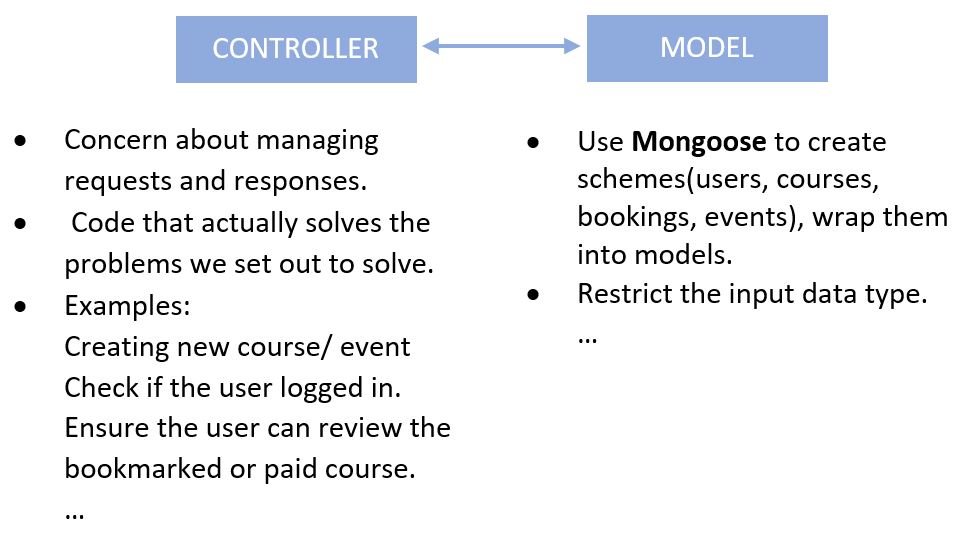 CONTROLLER
MODEL
• Concern about managing
requests and responses.
• Code that actually solves the
problems we set out to solve.
• Examples:
Creating new course/ event
Check if the user logged in.
Ensure the user can review the
bookmarked or paid course.
…
• Use Mongoose to create
schemes(users, courses,
bookings, events), wrap them
into models.
• Restrict the input data type.
…